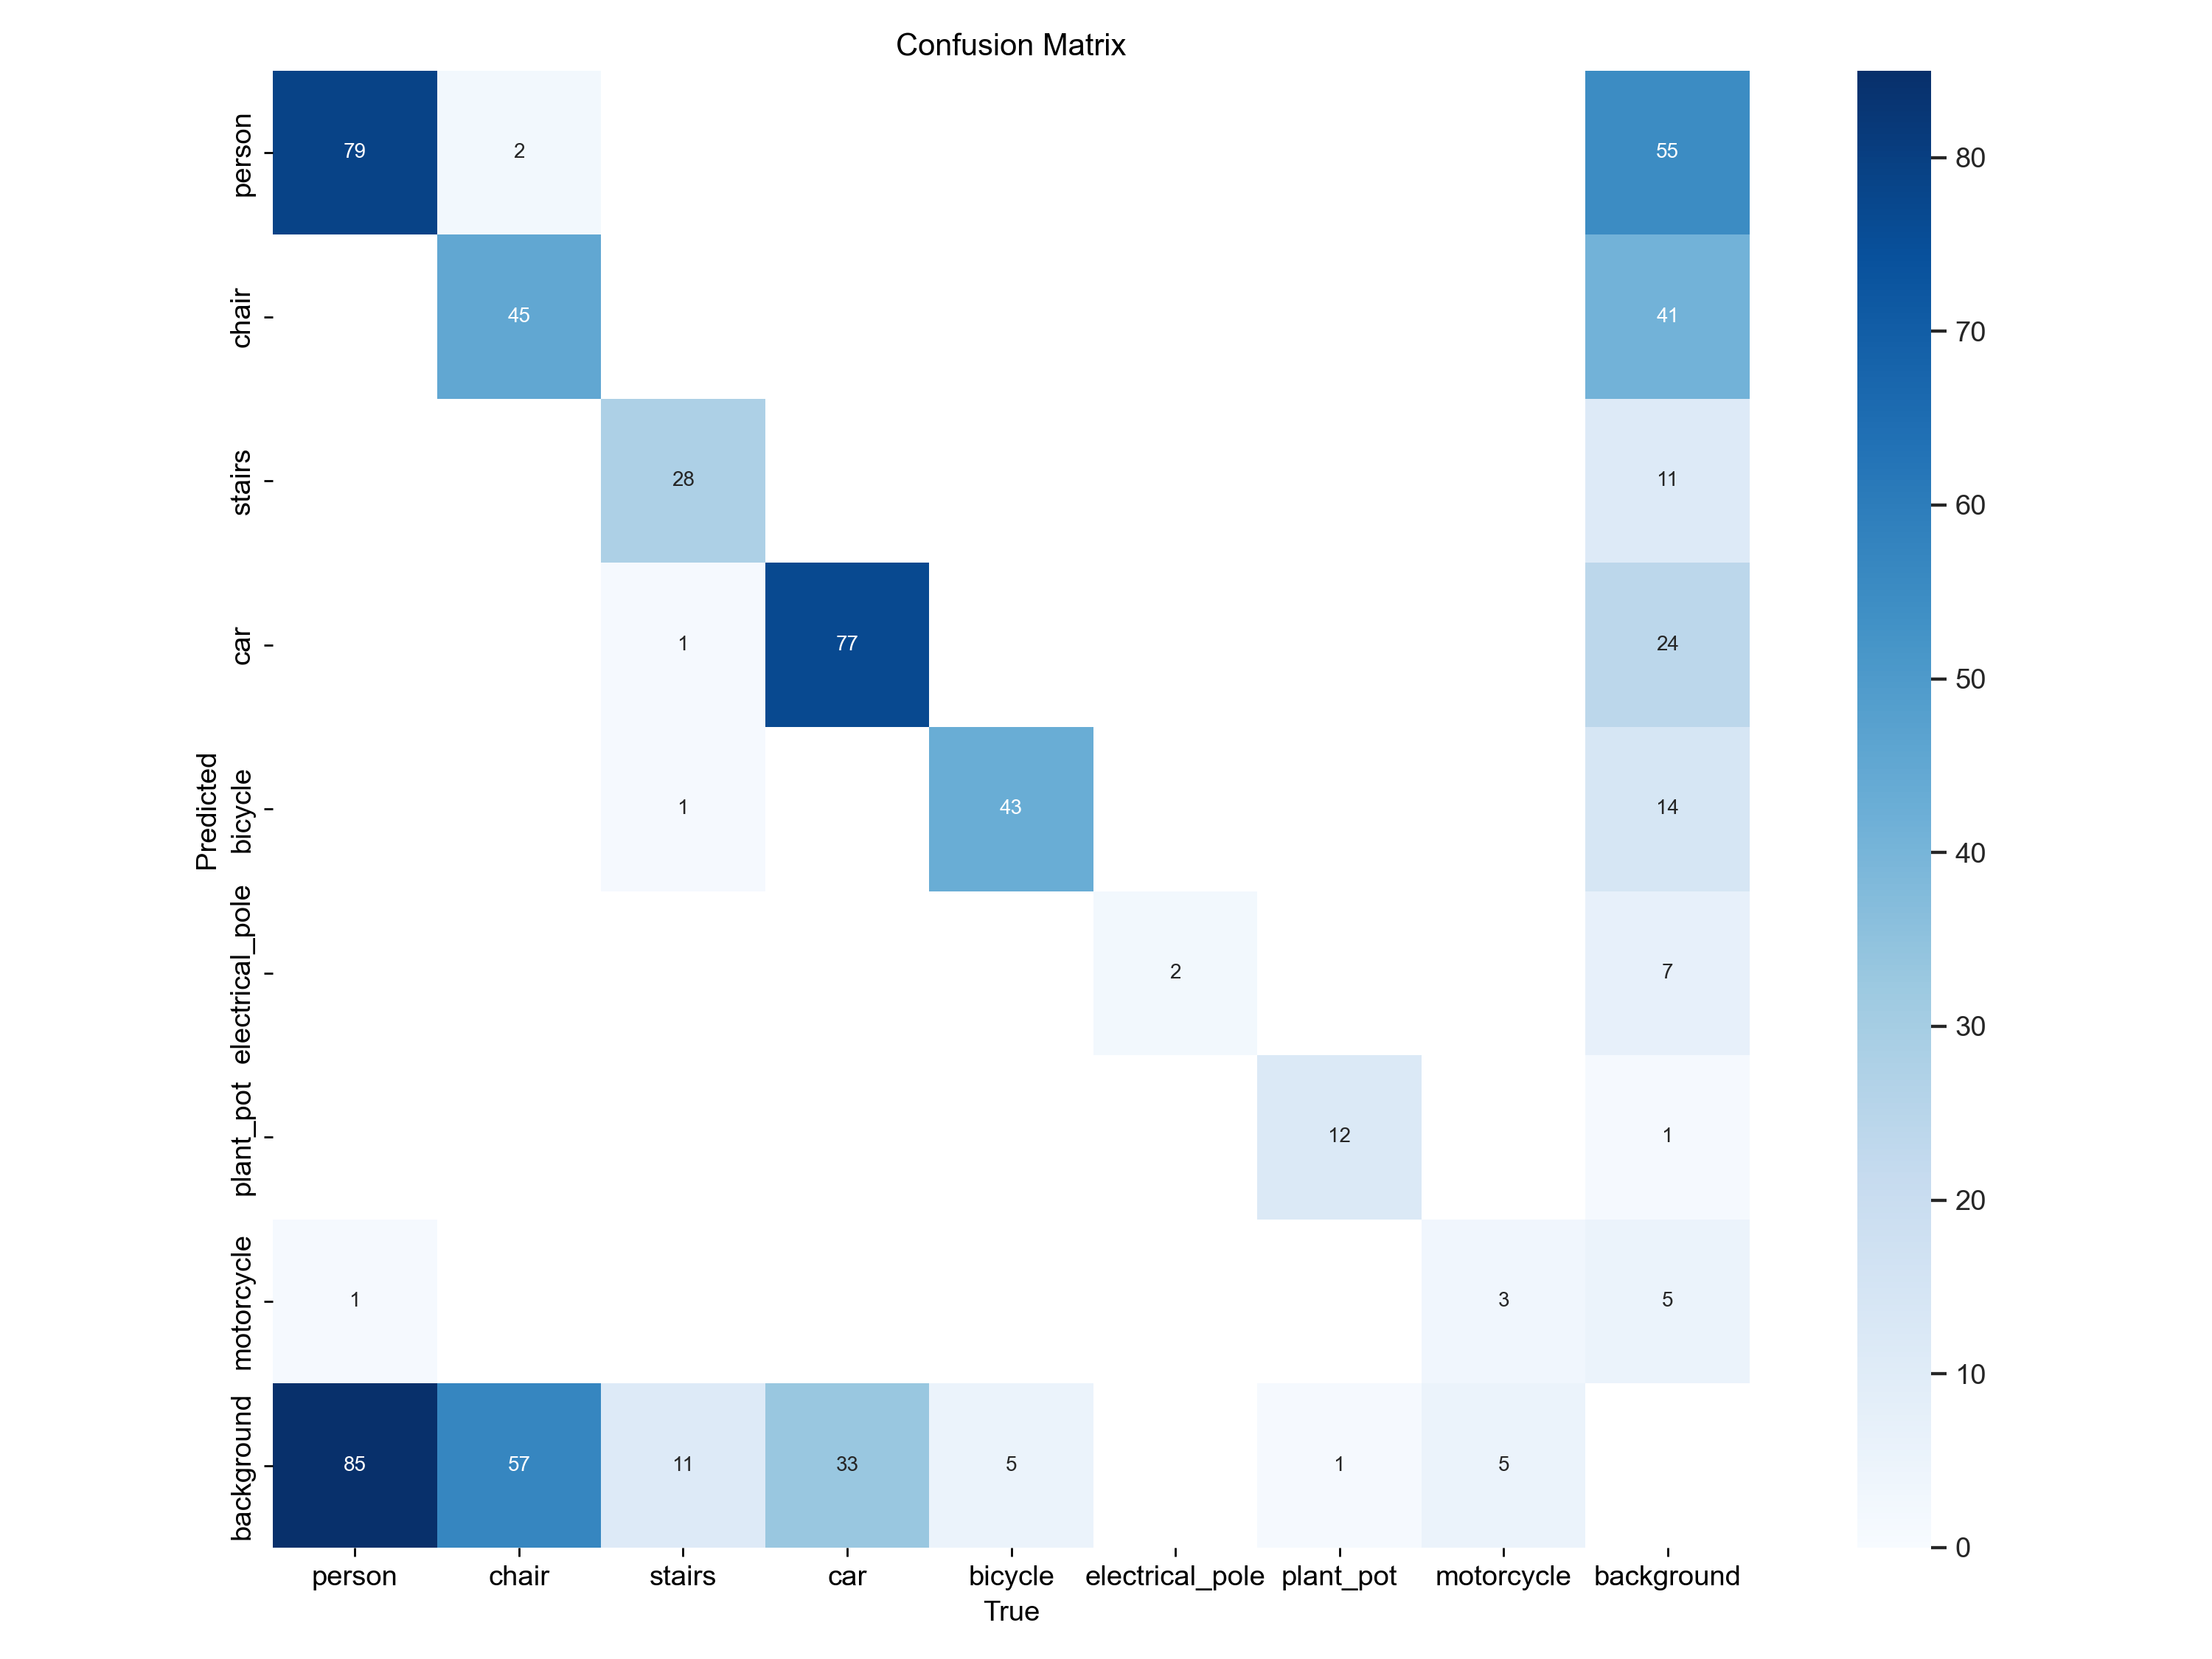 Confusion Matrix
Predicted
person 79 2 55
chair 45 41
stairs 28 11
car 1 77 24
bicycle 1 43 14
electrical_pole 2 7
plant_pot 12 1
motorcycle 1 3 5
background 85 57 11 33 5 1 5
person chair stairs car bicycle electrical_pole plant_pot motorcycle background
True
80
70
60
50
40
30
20
10
0